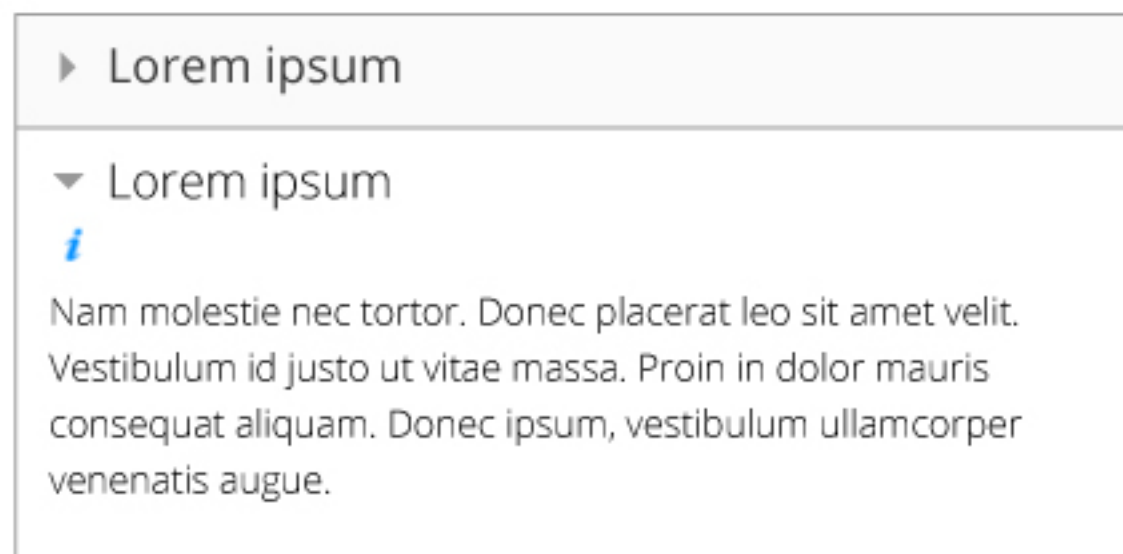 Lorem ipsum
Lorem ipsum
i
Nam molestie nec tortor. Donec placerat leo sit amet velit.
Vestibulum id justo ut vitae massa. Proin in dolor mauris
consequat aliquam. Donec ipsum, vestibulum ullamcorper
venenatis augue.